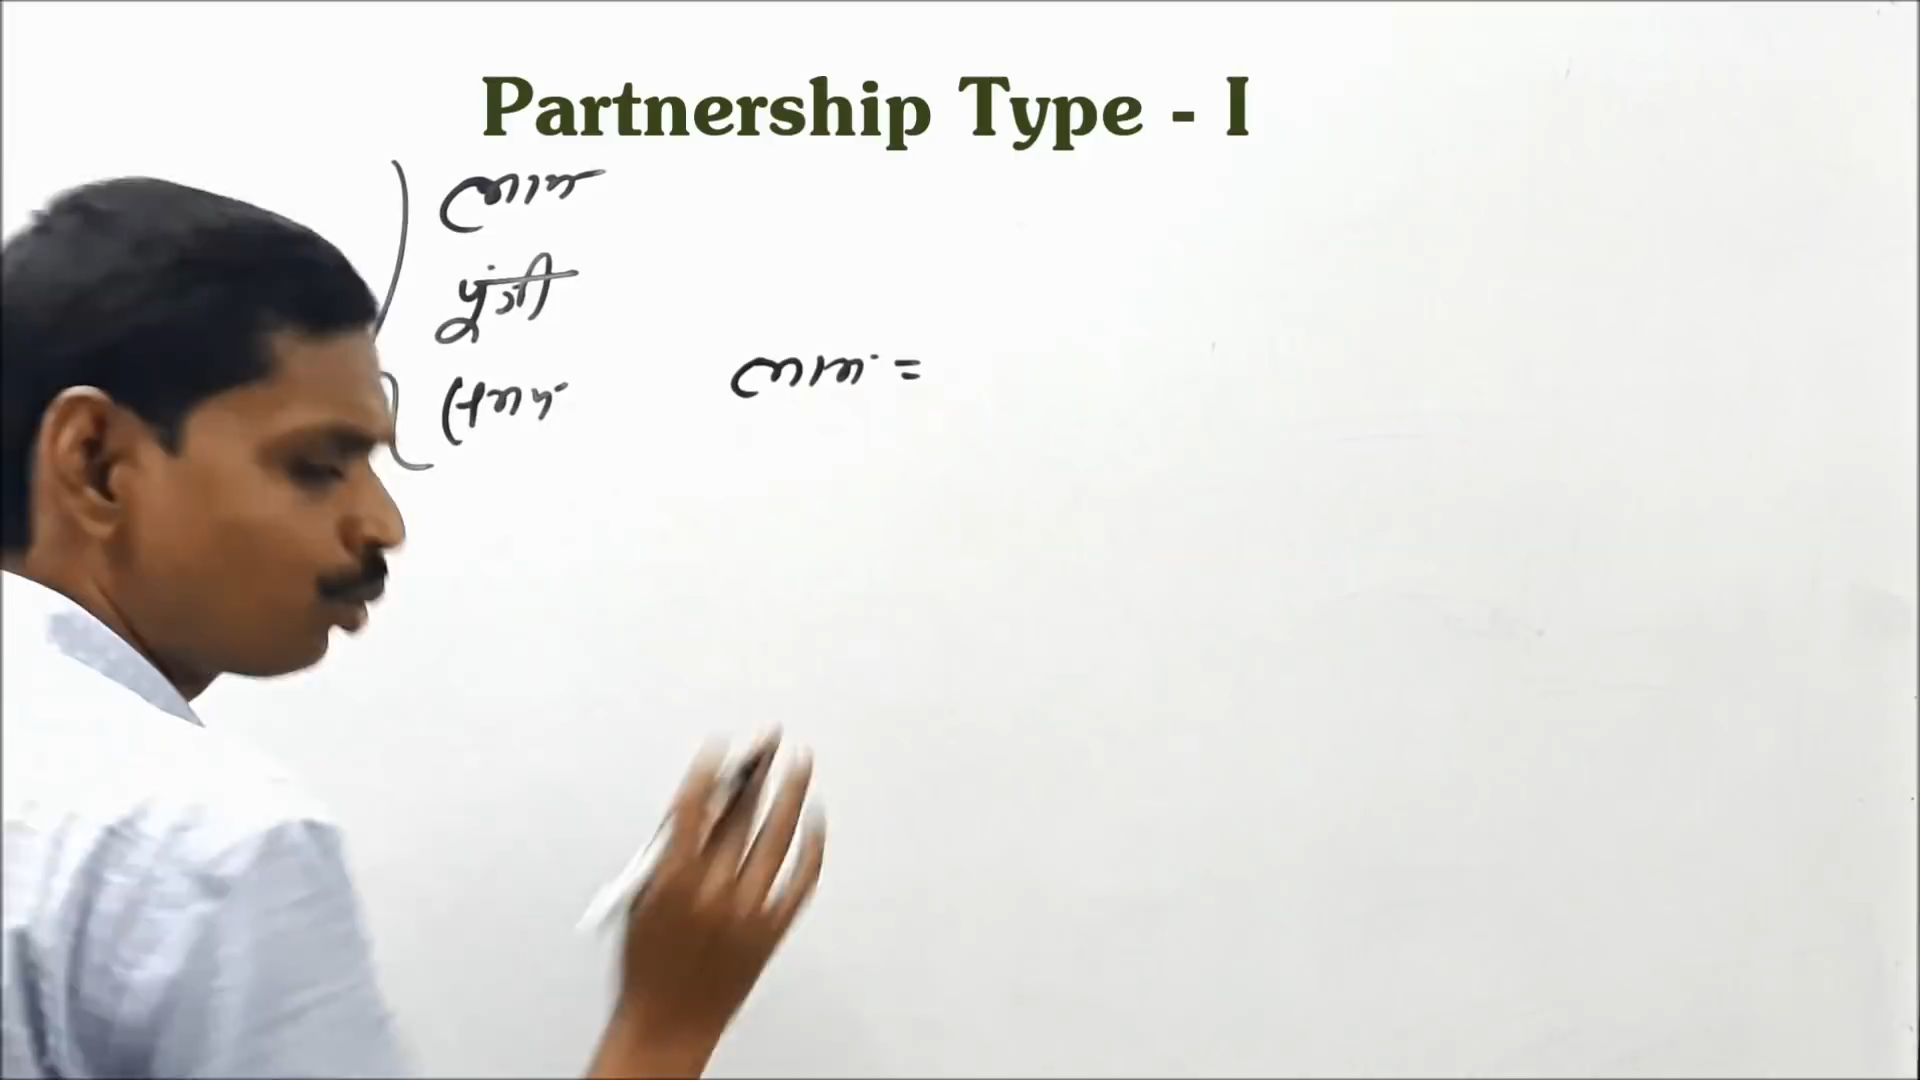 Partnership Type - I
लाभ
पूंजी
समय
लाभ =